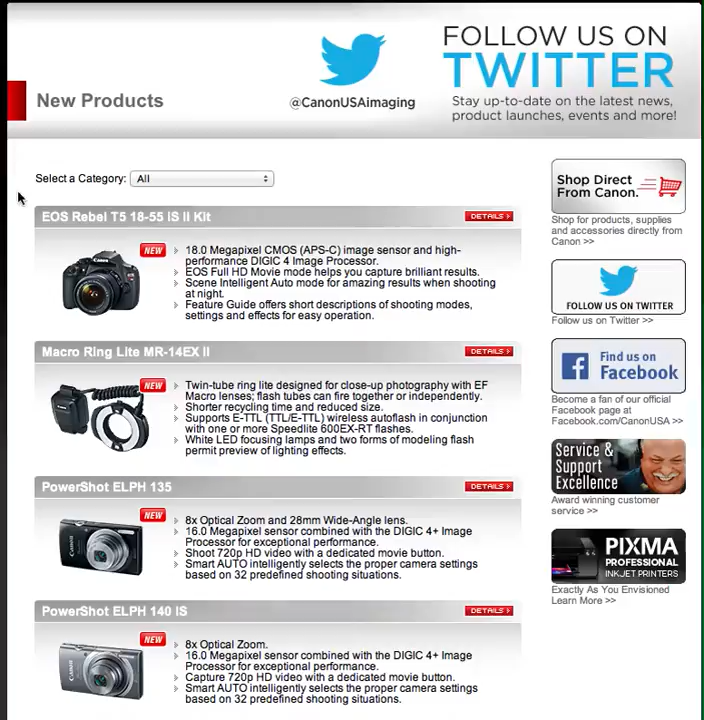 FOLLOW US ON
TWITTER
@CanonUSAimaging
Stay up-to-date on the latest news,
product launches, events and more!
New Products
Select a Category: All
EOS Rebel T5 18-55 IS II Kit
DETAILS
NEW
18.0 Megapixel CMOS (APS-C) image sensor and high-
performance DIGIC 4 Image Processor.
EOS Full HD Movie mode helps you capture brilliant results.
Scene Intelligent Auto mode for amazing results when shooting
at night.
Feature Guide offers short descriptions of shooting modes,
settings and effects for easy operation.
Macro Ring Lite MR-14EX II
DETAILS
NEW
Twin-tube ring lite designed for close-up photography with EF
Macro lenses; flash tubes can fire together or independently.
Shorter recycling time and reduced size.
Supports E-TTL (TTL/E-TTL) wireless autoflash in conjunction
with one or more Speedlite 600EX-RT flashes.
White LED focusing lamps and two forms of modeling flash
permit preview of lighting effects.
PowerShot ELPH 135
DETAILS
NEW
Canon
8x Optical Zoom and 28mm Wide-Angle lens.
16.0 Megapixel sensor combined with the DIGIC 4+ Image
Processor for exceptional performance.
Shoot 720p HD video with a dedicated movie button.
Smart AUTO intelligently selects the proper camera settings
based on 32 predefined shooting situations.
PowerShot ELPH 140 IS
DETAILS
NEW
Canon
8x Optical Zoom.
16.0 Megapixel sensor combined with the DIGIC 4+ Image
Processor for exceptional performance.
Capture 720p HD video with a dedicated movie button.
Smart AUTO intelligently selects the proper camera settings
based on 32 predefined shooting situations.
Shop Direct
From Canon.
Shop for products, supplies
and accessories directly from
Canon >>
FOLLOW US ON TWITTER
Follow us on Twitter >>
Find us on
Facebook
Become a fan of our official
Facebook page at
Facebook.com/CanonUSA >>
Service &
Support
Excellence
Award winning customer
service >>
PIXMA
PROFESSIONAL
INKJET PRINTERS
Exactly As You Envisioned
Learn More >>